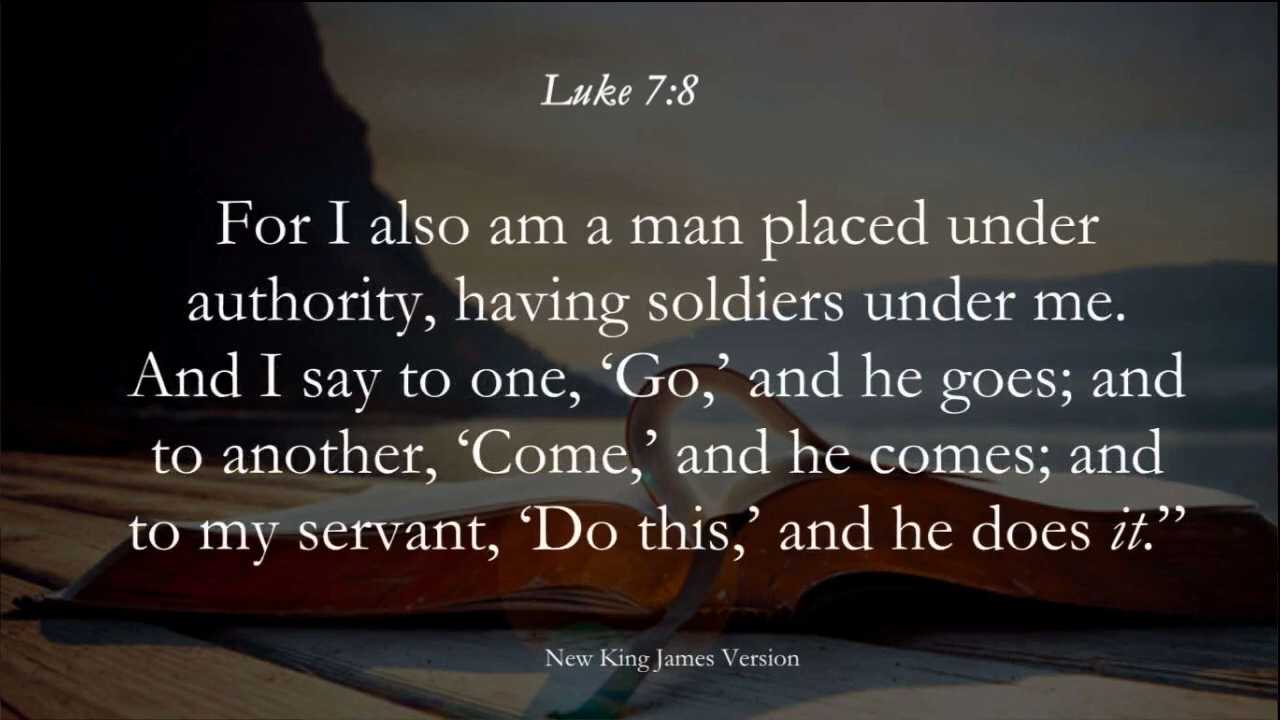 Luke 7:8
For I also am a man placed under
authority, having soldiers under me.
And I say to one, ‘Go,’ and he goes; and
to another, ‘Come,’ and he comes; and
to my servant, ‘Do this,’ and he does it.”
New King James Version